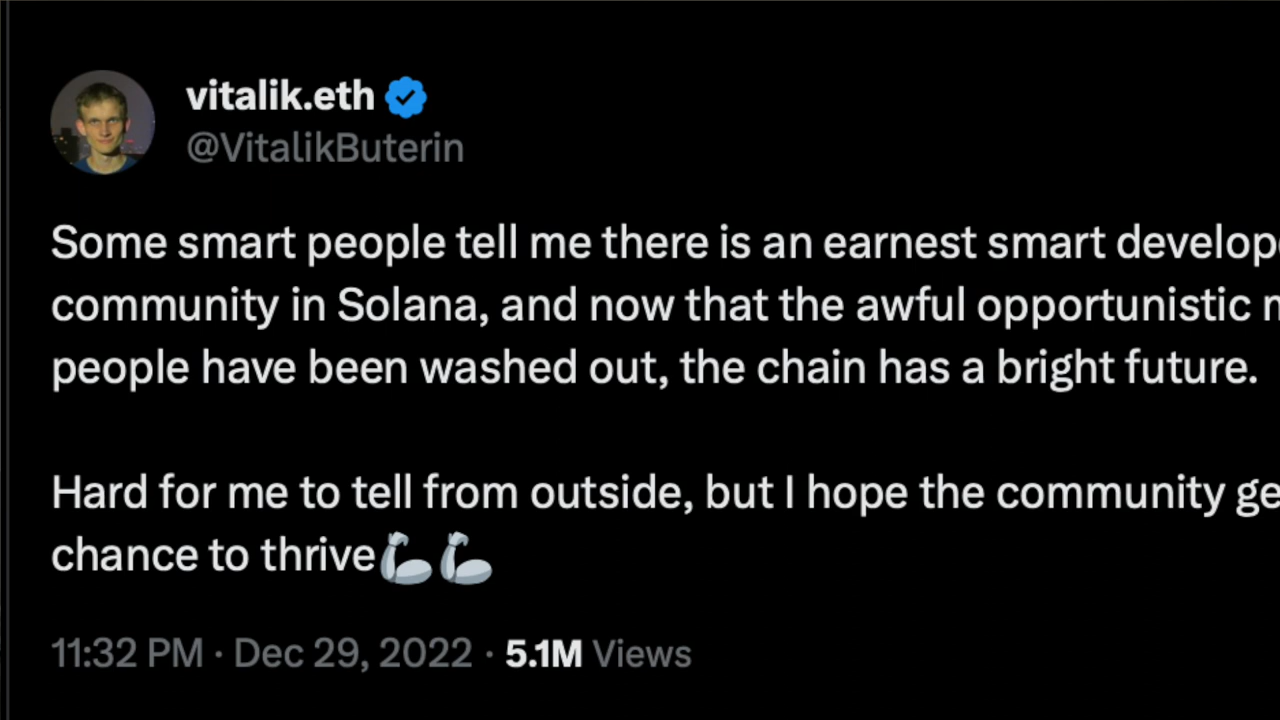 vitalik.eth
@VitalikButerin
Some smart people tell me there is an earnest smart develop
community in Solana, and now that the awful opportunistic
people have been washed out, the chain has a bright future.
Hard for me to tell from outside, but I hope the community ge
chance to thrive🦾🦾
11:32 PM · Dec 29, 2022 · 5.1M Views